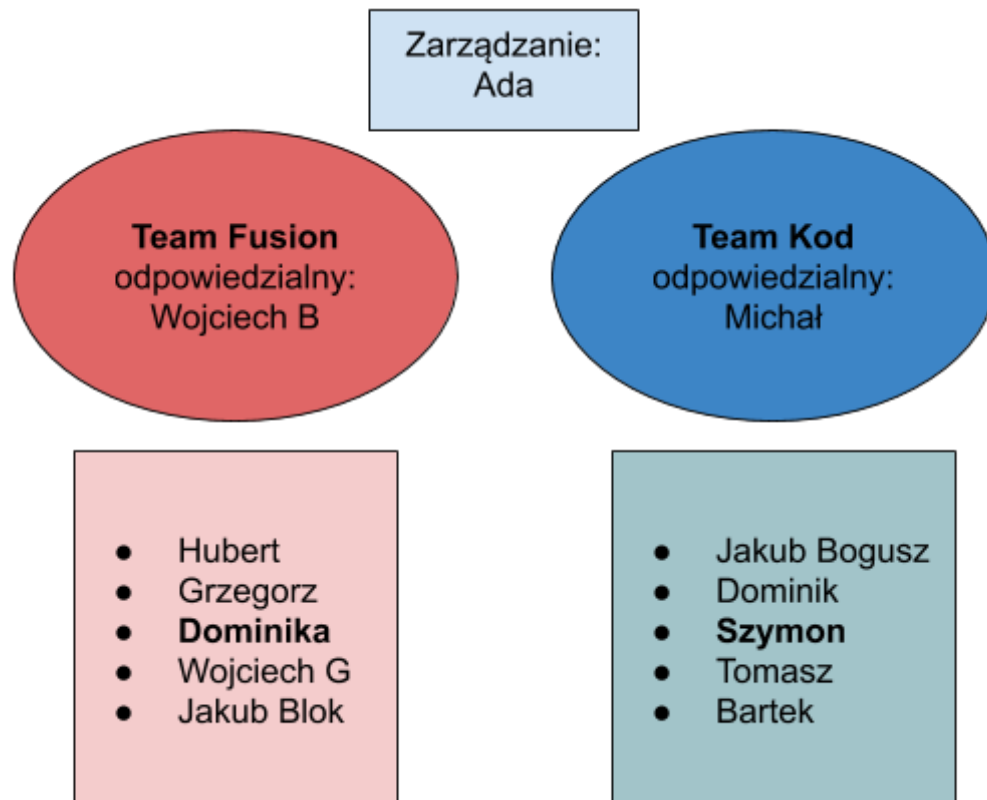 Zarządzanie:
Ada
Team Fusion
odpowiedzialny:
Wojciech B
Team Kod
odpowiedzialny:
Michał
● Hubert
● Grzegorz
● Dominika
● Wojciech G
● Jakub Blok
● Jakub Bogusz
● Dominik
● Szymon
● Tomasz
● Bartek